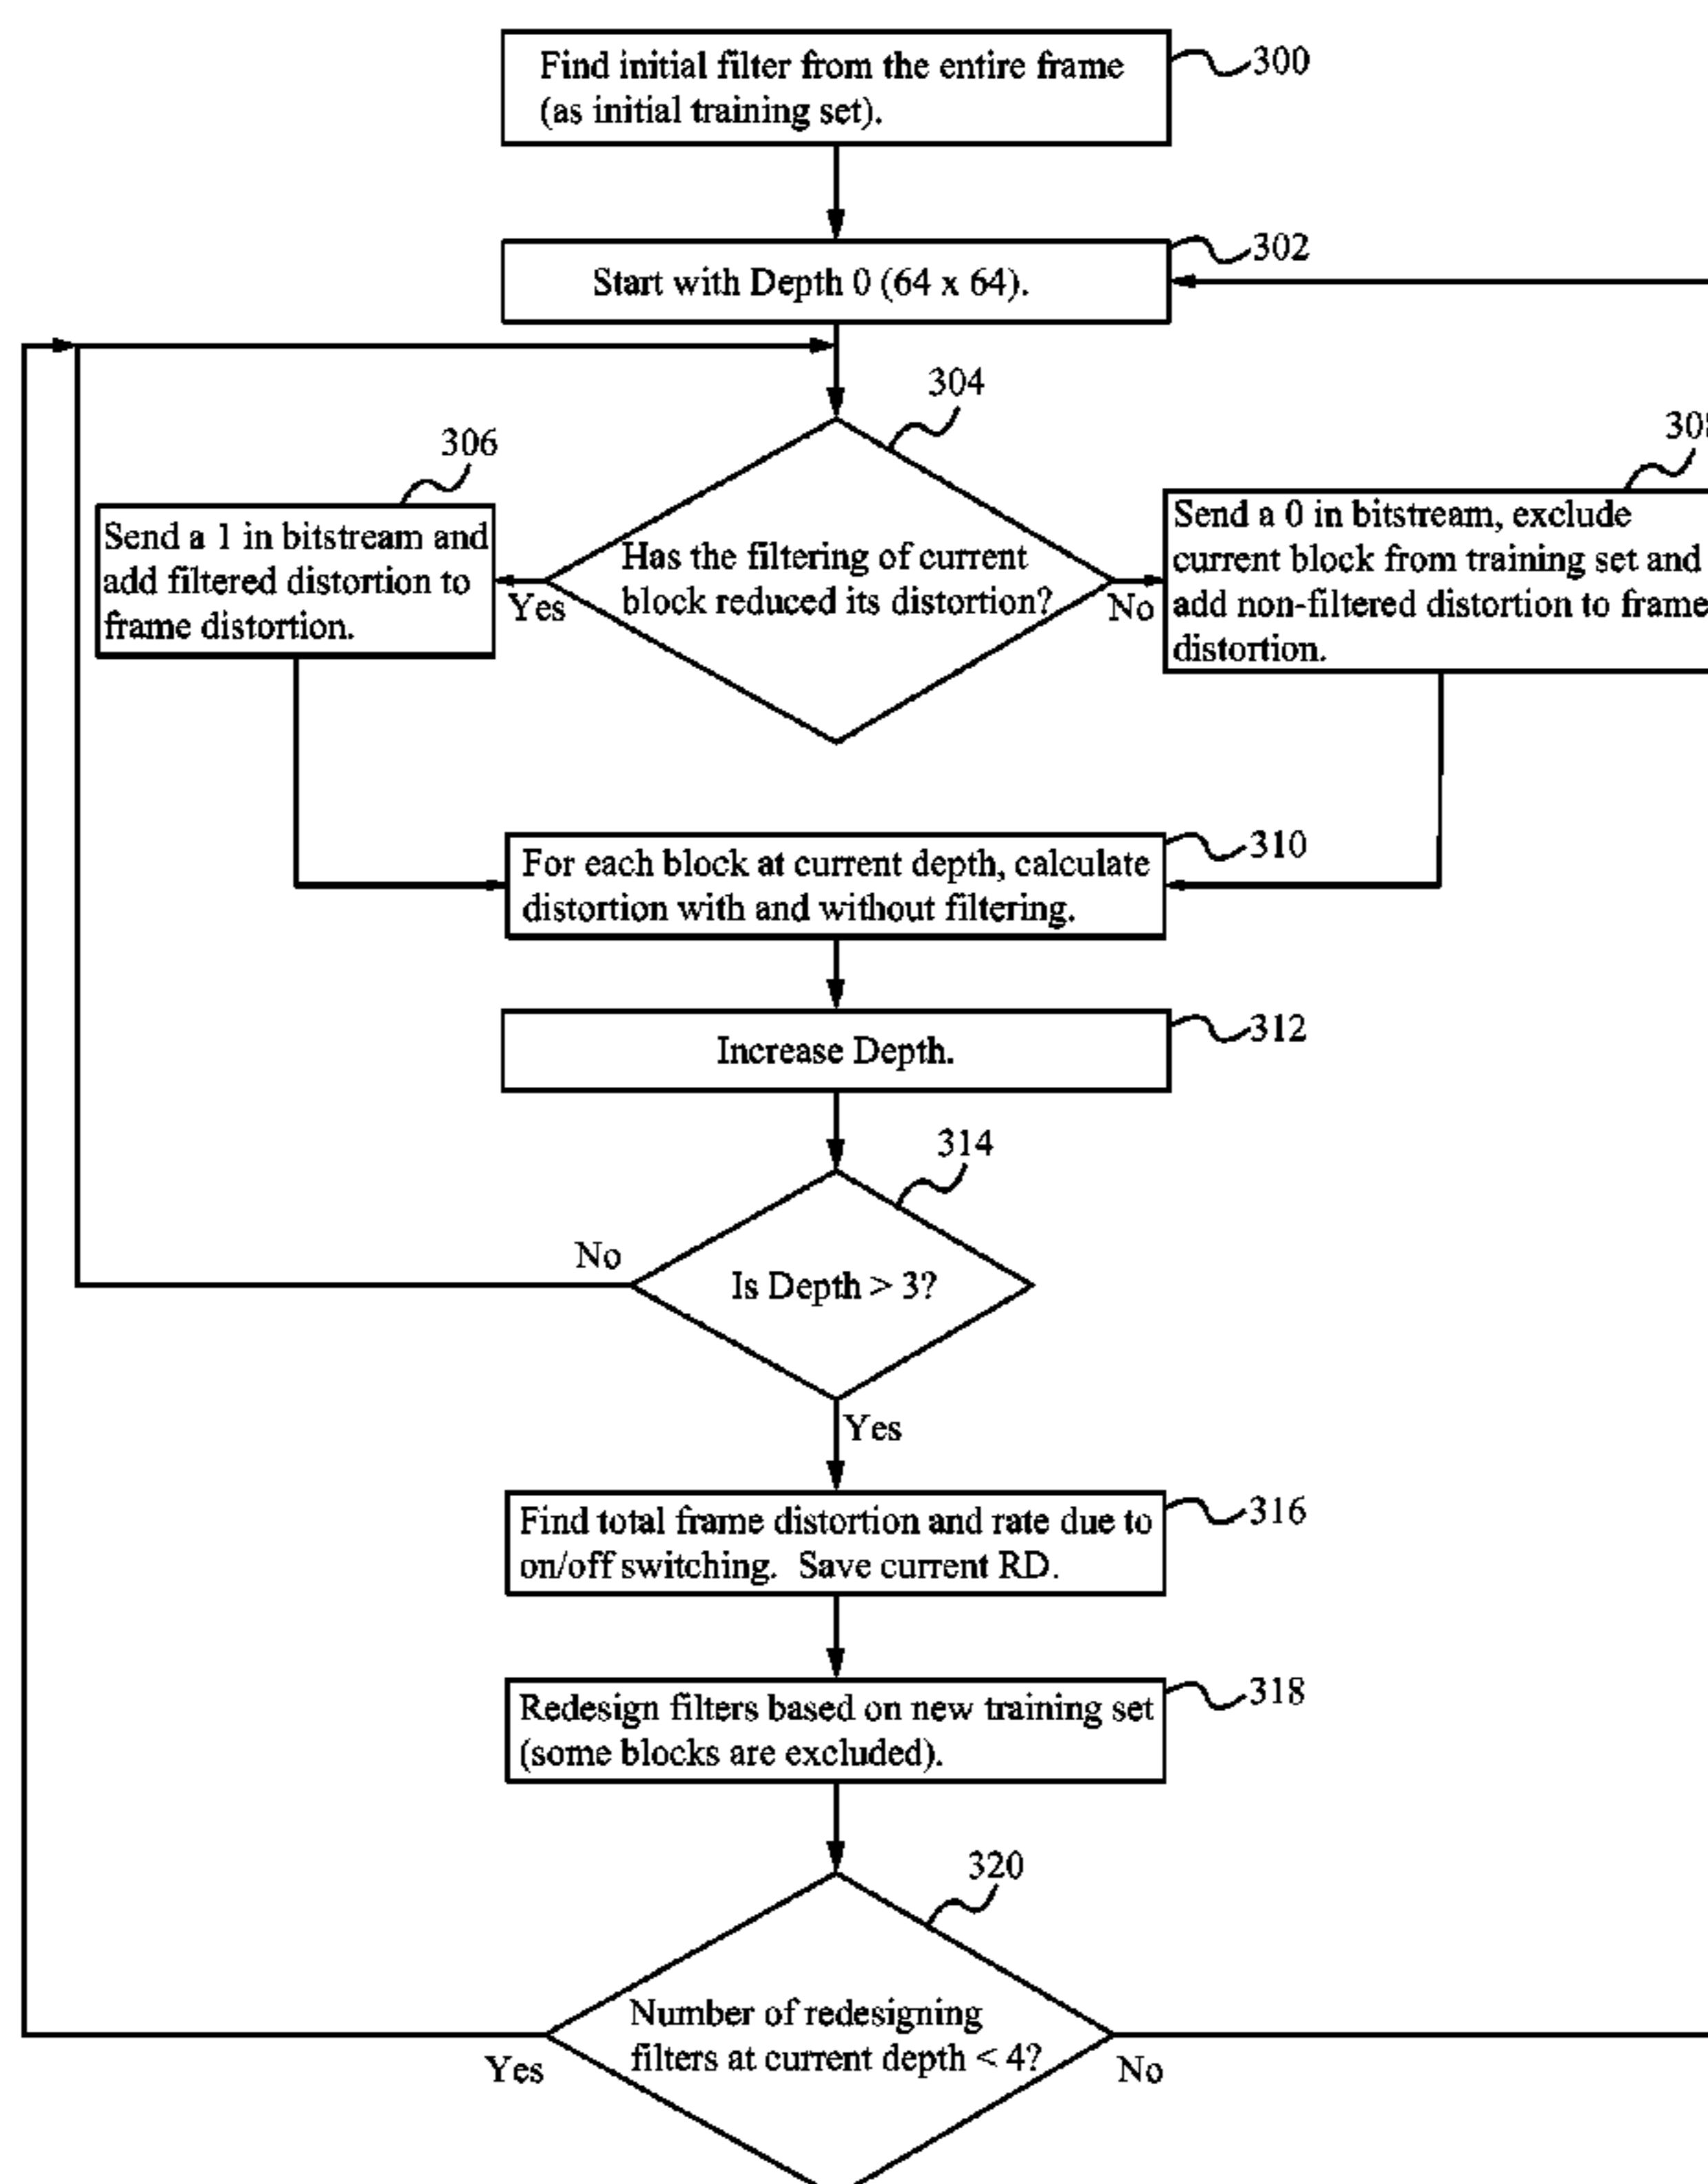 Find initial filter from the entire frame
(as initial training set).
300
Start with Depth 0 (64 x 64).
302
304
306
Send a 1 in bitstream and
add filtered distortion to
frame distortion.
Has the filtering of current
block reduced its distortion?
Yes
No
Send a 0 in bitstream, exclude
current block from training set and
add non-filtered distortion to frame
distortion.
For each block at current depth, calculate
distortion with and without filtering.
310
Increase Depth.
312
314
Is Depth > 3?
No
Yes
Find total frame distortion and rate due to
on/off switching. Save current RD.
316
Redesign filters based on new training set
(some blocks are excluded).
318
320
Number of redesigning
filters at current depth < 4?
Yes
No